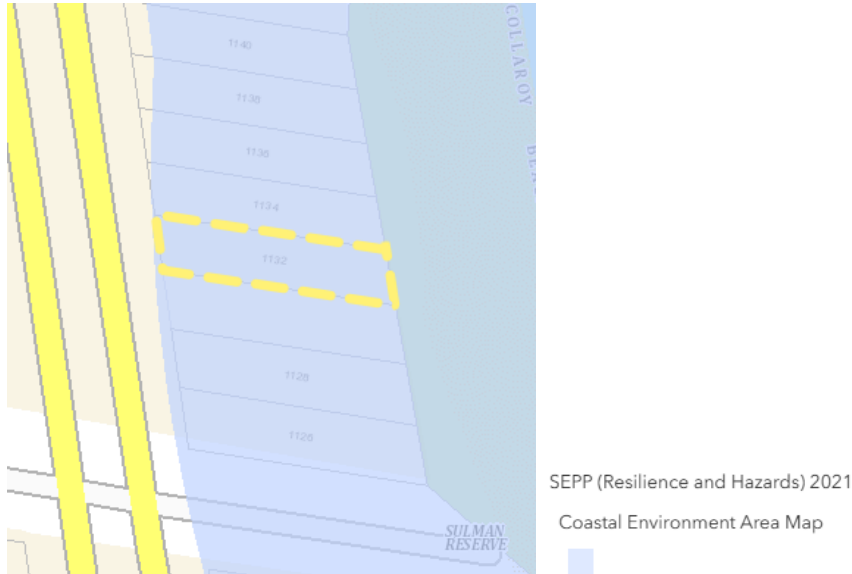 COLLAROY
1140
1138
1136
1134
1132
1128
1126
SULMAN
RESERVE
SEPP (Resilience and Hazards) 2021
Coastal Environment Area Map